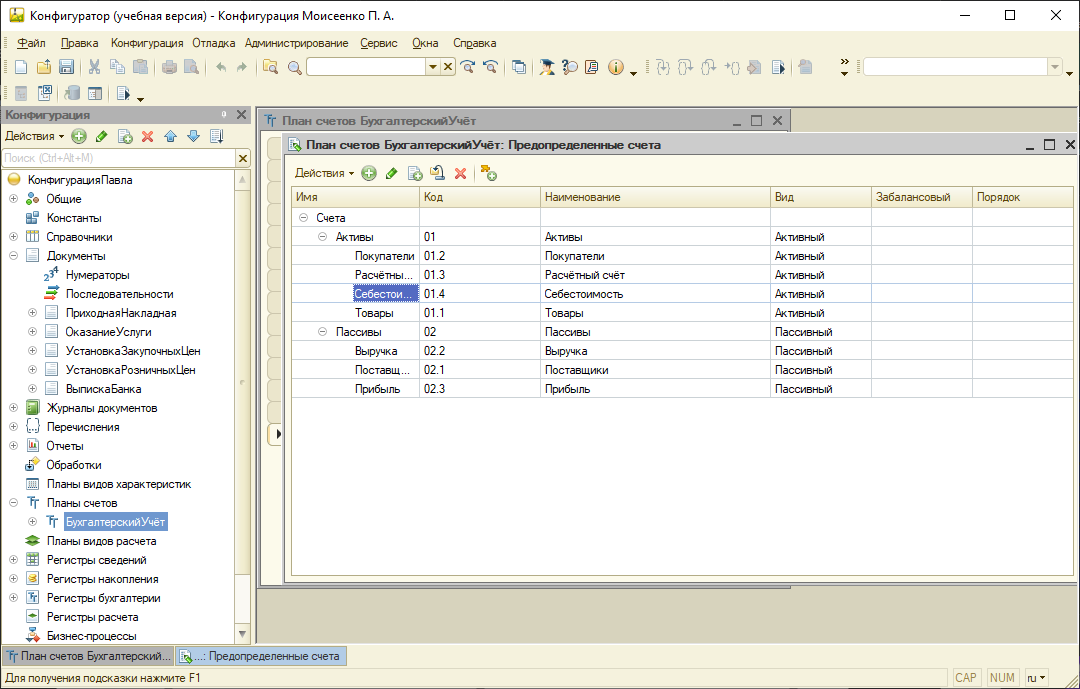 Конфигуратор (учебная версия) - Конфигурация Моисеенко П. А.
Файл Правка Конфигурация Отладка Администрирование Сервис Окна Справка
Конфигурация
Действия
Поиск (Ctrl+Alt+M)
КонфигурацияПавла
Общие
Константы
Справочники
Документы
Нумераторы
Последовательности
ПриходнаяНакладная
ОказаниеУслуги
УстановкаЗакупочныхЦен
УстановкаРозничныхЦен
ВыпискаБанка
Журналы документов
Перечисления
Отчеты
Обработки
Планы видов характеристик
Планы счетов
БухгалтерскийУчёт
Планы видов расчета
Регистры сведений
Регистры накопления
Регистры бухгалтерии
Регистры расчета
Бизнес-процессы
План счетов БухгалтерскийУчёт
План счетов БухгалтерскийУчёт: Предопределенные счета
Действия
Имя Код Наименование Вид Забалансовый Порядок
Счета
Активы 01 Активы Активный
Покупатели 01.2 Покупатели Активный
Расчётны... 01.3 Расчётный счёт Активный
Себестои... 01.4 Себестоимость Активный
Товары 01.1 Товары Активный
Пассивы 02 Пассивы Пассивный
Выручка 02.2 Выручка Пассивный
Поставщ... 02.1 Поставщики Пассивный
Прибыль 02.3 Прибыль Пассивный
План счетов Бухгалтерский... ...: Предопределенные счета
Для получения подсказки нажмите F1 CAP NUM ru